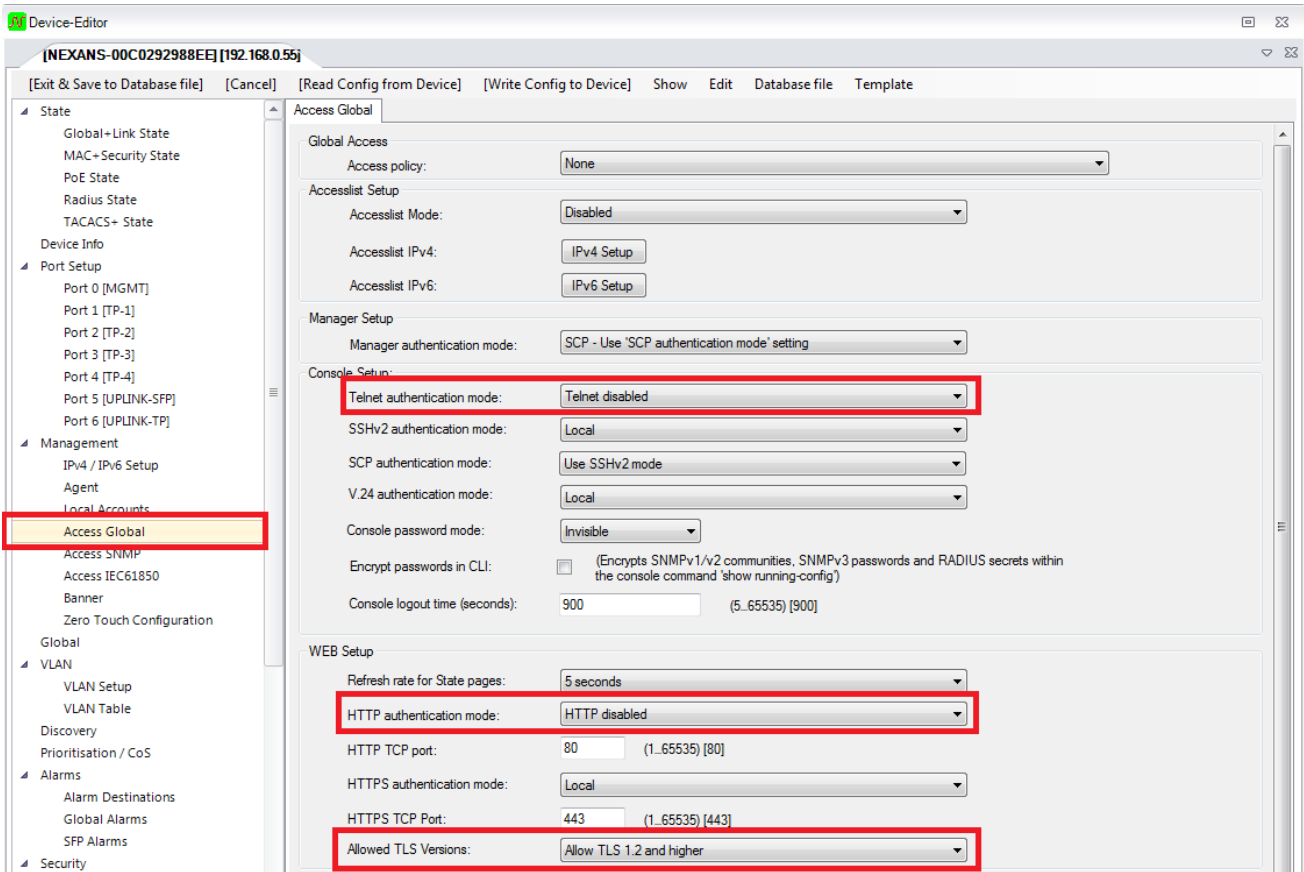 Device-Editor
[NEXANS-00C0292988EE] [192.168.0.55]
[Exit & Save to Database file] [Cancel] [Read Config from Device] [Write Config to Device] Show Edit Database file Template
State
Global+Link State
MAC+Security State
PoE State
Radius State
TACACS+ State
Device Info
Port Setup
Port 0 [MGMT]
Port 1 [TP-1]
Port 2 [TP-2]
Port 3 [TP-3]
Port 4 [TP-4]
Port 5 [UPLINK-SFP]
Port 6 [UPLINK-TP]
Management
IPv4 / IPv6 Setup
Agent
Local Accounts
Access Global
Access SNMP
Access IEC61850
Banner
Zero Touch Configuration
Global
VLAN
VLAN Setup
VLAN Table
Discovery
Prioritisation / CoS
Alarms
Alarm Destinations
Global Alarms
SFP Alarms
Security
Access Global
Global Access
Access policy: None
Accesslist Setup
Accesslist Mode: Disabled
Accesslist IPv4: IPv4 Setup
Accesslist IPv6: IPv6 Setup
Manager Setup
Manager authentication mode: SCP - Use 'SCP authentication mode' setting
Console Setup:
Telnet authentication mode: Telnet disabled
SSHv2 authentication mode: Local
SCP authentication mode: Use SSHv2 mode
V.24 authentication mode: Local
Console password mode: Invisible
Encrypt passwords in CLI: (Encrypts SNMPv1/v2 communities, SNMPv3 passwords and RADIUS secrets within
the console command 'show running-config')
Console logout time (seconds): 900 (5..65535) [900]
WEB Setup
Refresh rate for State pages: 5 seconds
HTTP authentication mode: HTTP disabled
HTTP TCP port: 80 (1..65535) [80]
HTTPS authentication mode: Local
HTTPS TCP Port: 443 (1..65535) [443]
Allowed TLS Versions: Allow TLS 1.2 and higher